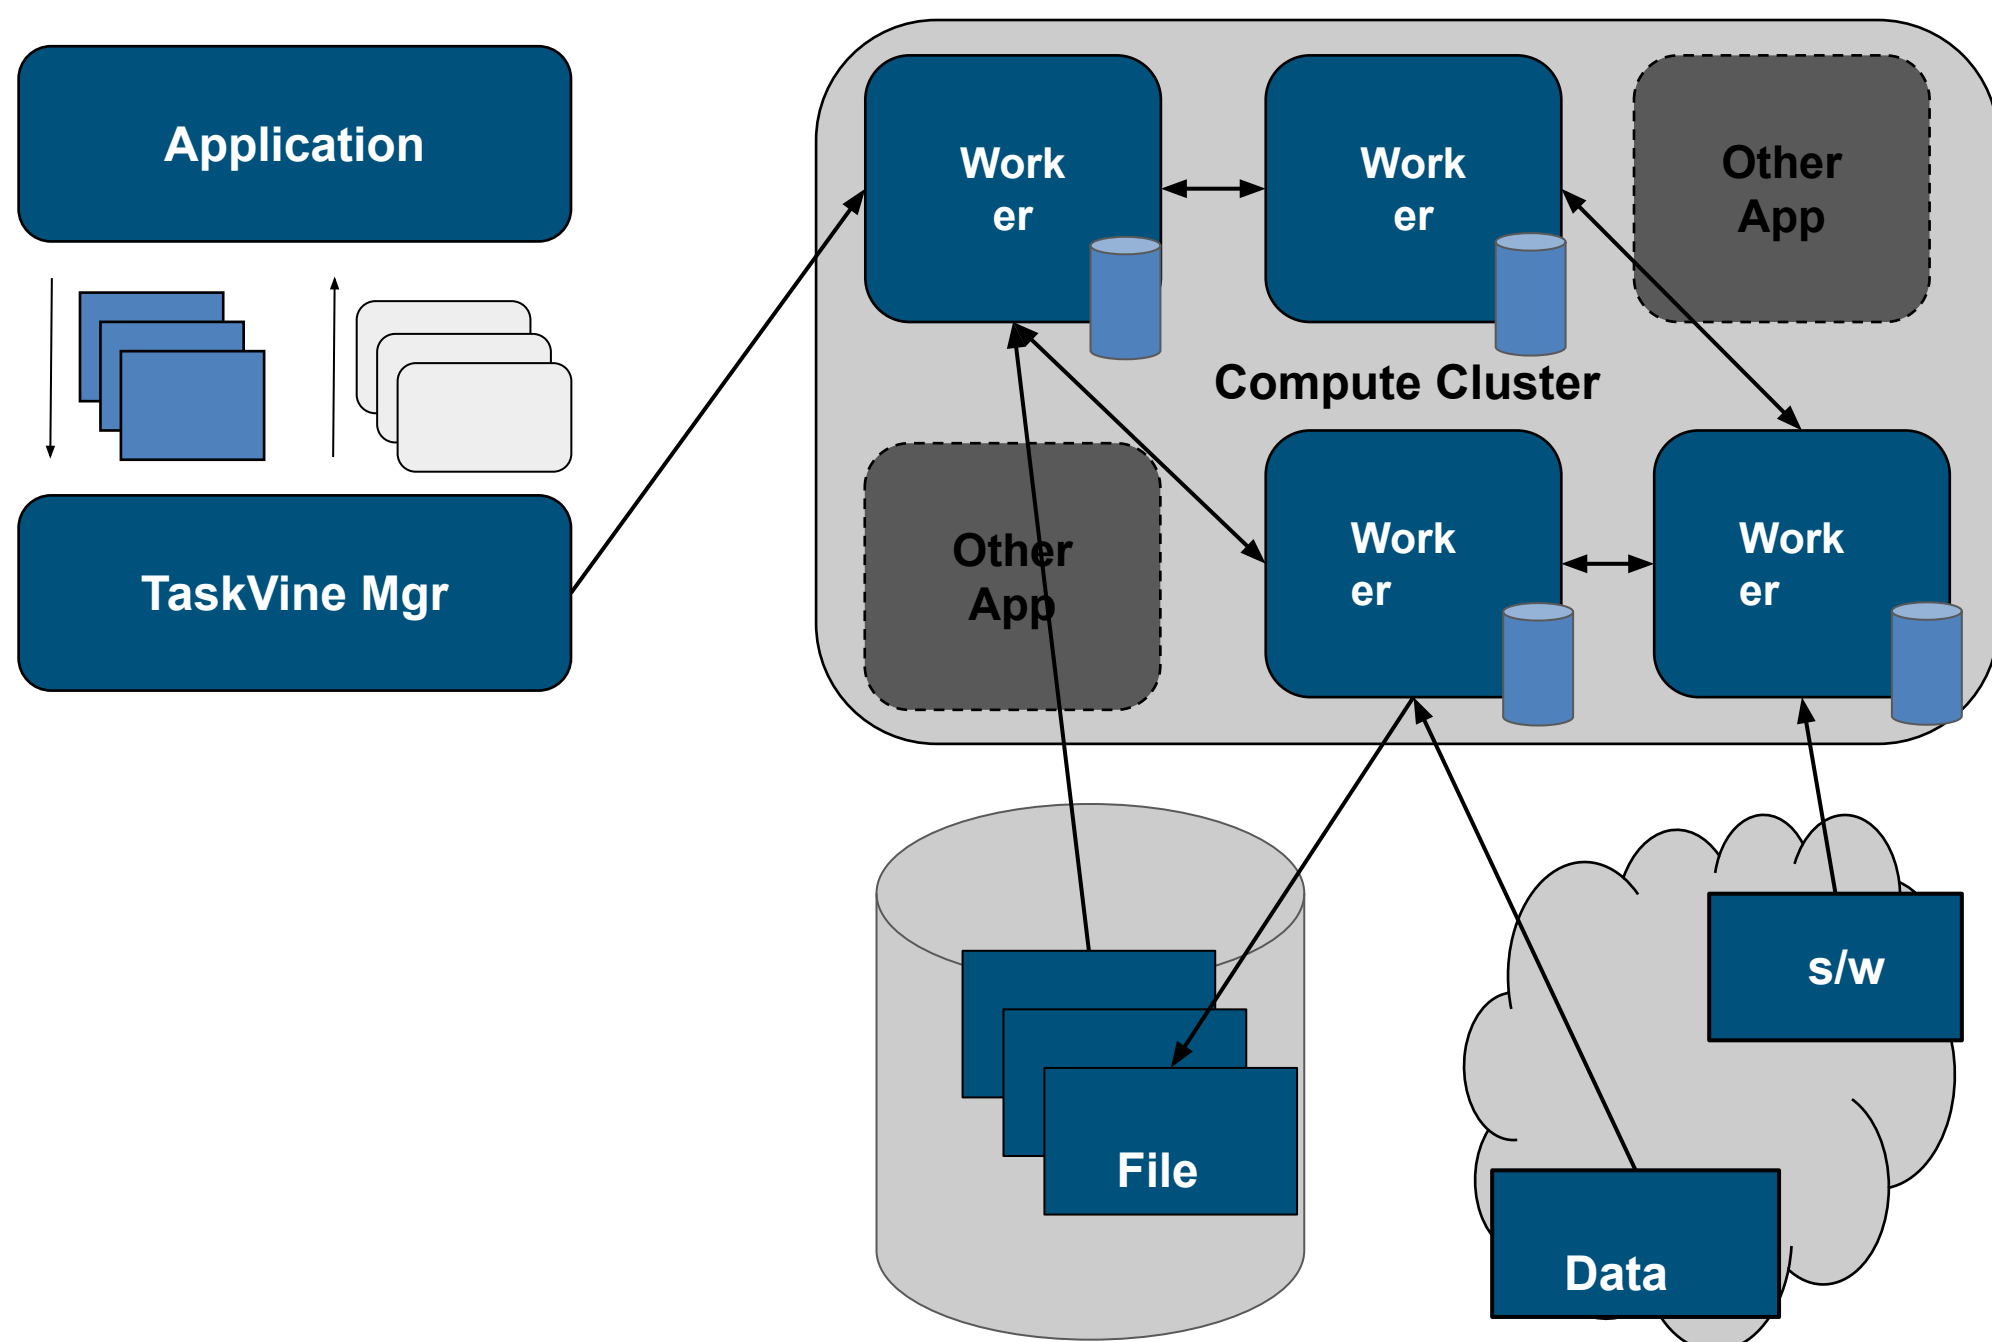 Application
TaskVine Mgr
Work
er
Work
er
Other
App
Compute Cluster
Other
App
Work
er
Work
er
File
s/w
Data